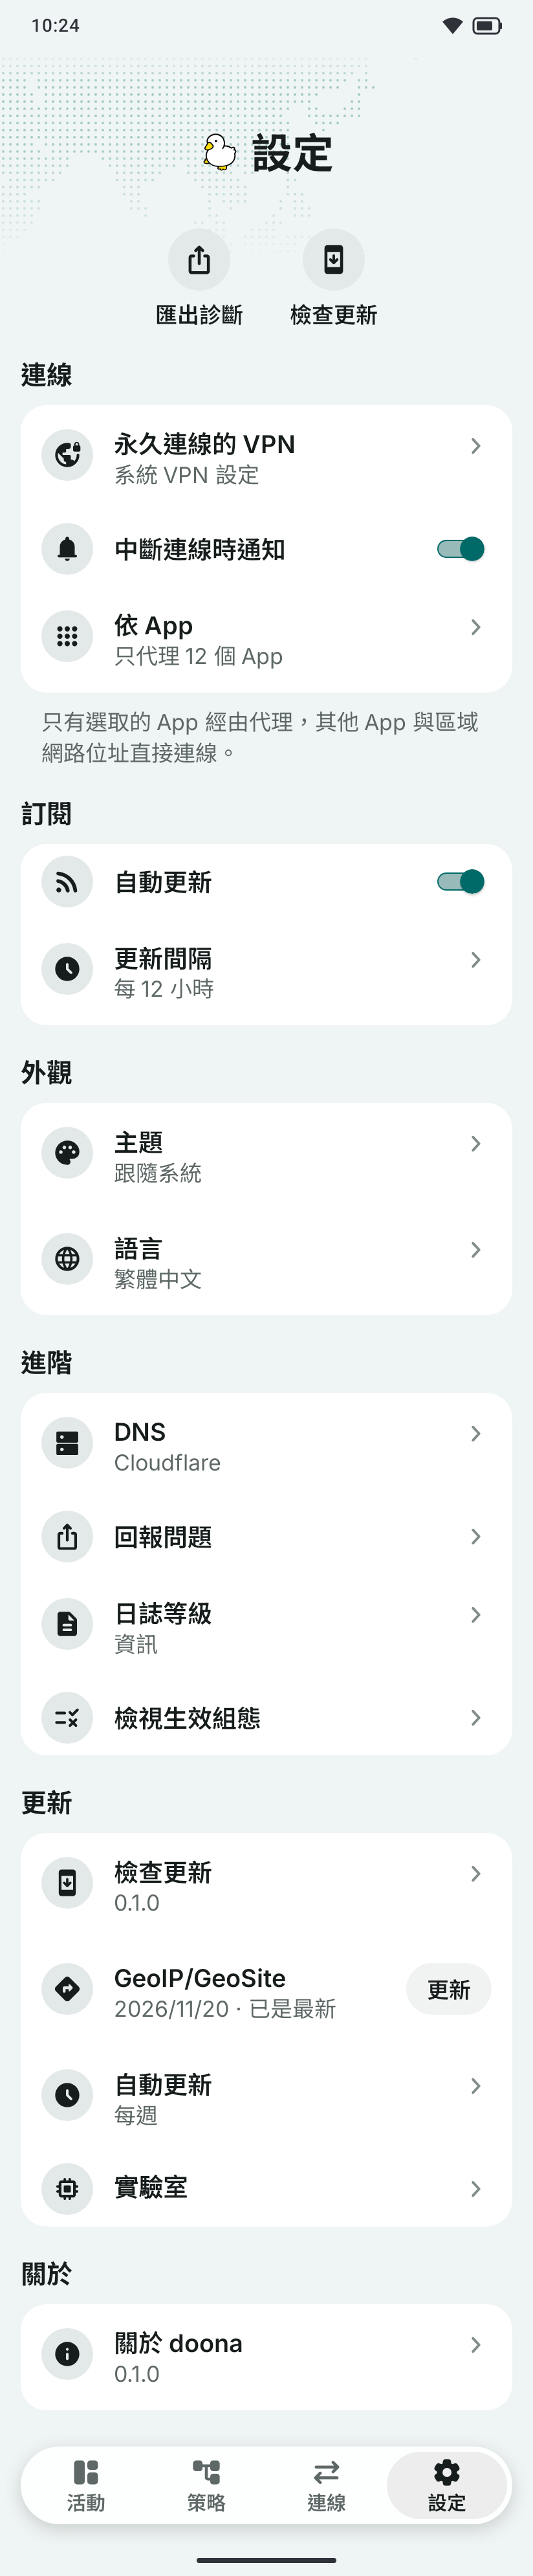 10:24
設定
匯出診斷
檢查更新
連線
永久連線的 VPN
系統 VPN 設定
中斷連線時通知
依 App
只代理 12 個 App
只有選取的 App 經由代理，其他 App 與區域
網路位址直接連線。
訂閱
自動更新
更新間隔
每 12 小時
外觀
主題
跟隨系統
語言
繁體中文
進階
DNS
Cloudflare
回報問題
日誌等級
資訊
檢視生效組態
更新
檢查更新
0.1.0
GeoIP/GeoSite
2026/11/20 · 已是最新
更新
自動更新
每週
實驗室
關於
關於 doona
0.1.0
活動
策略
連線
設定